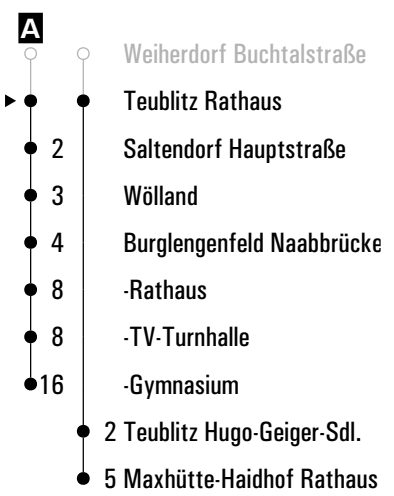 A
Weiherdorf Buchtalstraße
Teublitz Rathaus
2 Saltendorf Hauptstraße
3 Wölland
4 Burglengenfeld Naabbrücke
8 -Rathaus
8 -TV-Turnhalle
16 -Gymnasium
2 Teublitz Hugo-Geiger-Sdl.
5 Maxhütte-Haidhof Rathaus